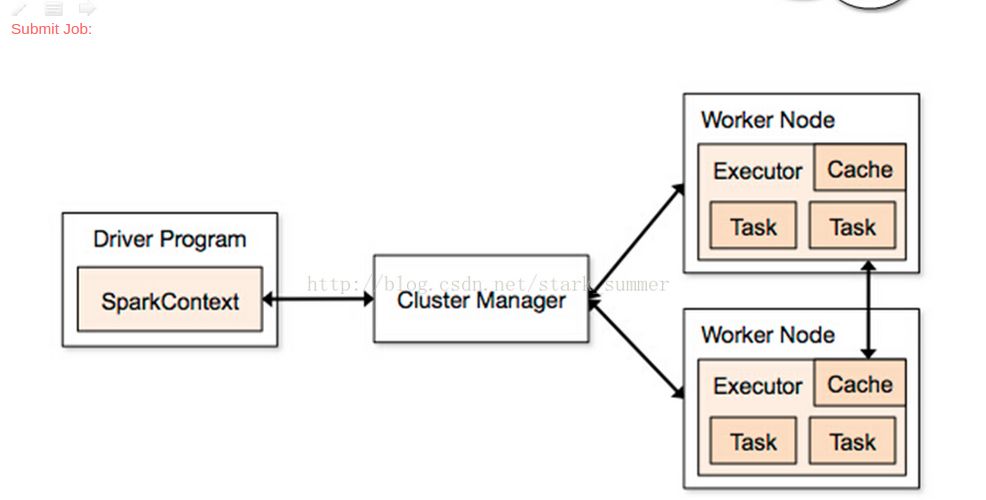 Submit Job:
Worker Node
Executor
Cache
Task
Task
Driver Program
SparkContext
http://blog.csdn.net/stark_summer
Cluster Manager
Worker Node
Executor
Cache
Task
Task